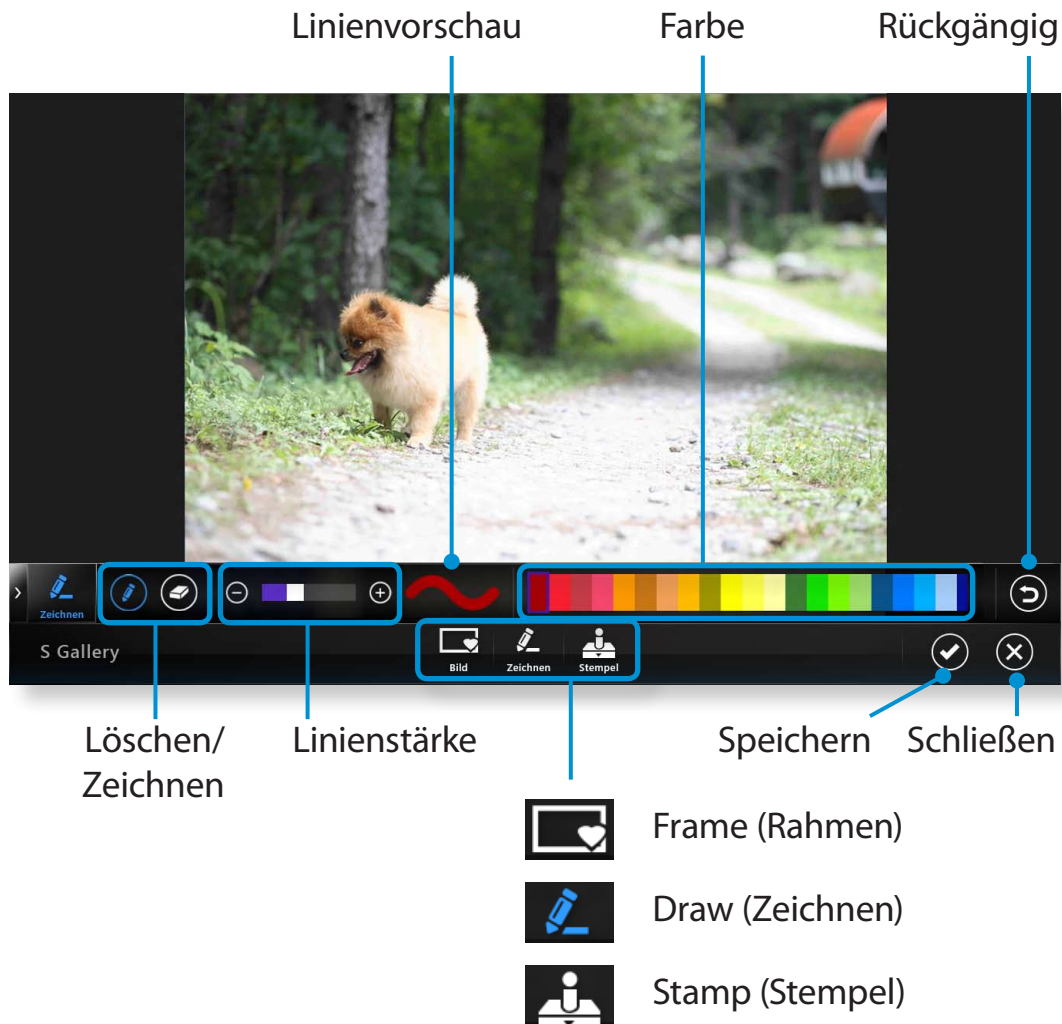 Linienvorschau Farbe Rückgängig
Zeichnen
S Gallery
Bild Zeichnen Stempel
Löschen/
Zeichnen
Linienstärke
Speichern Schließen
Frame (Rahmen)
Draw (Zeichnen)
Stamp (Stempel)